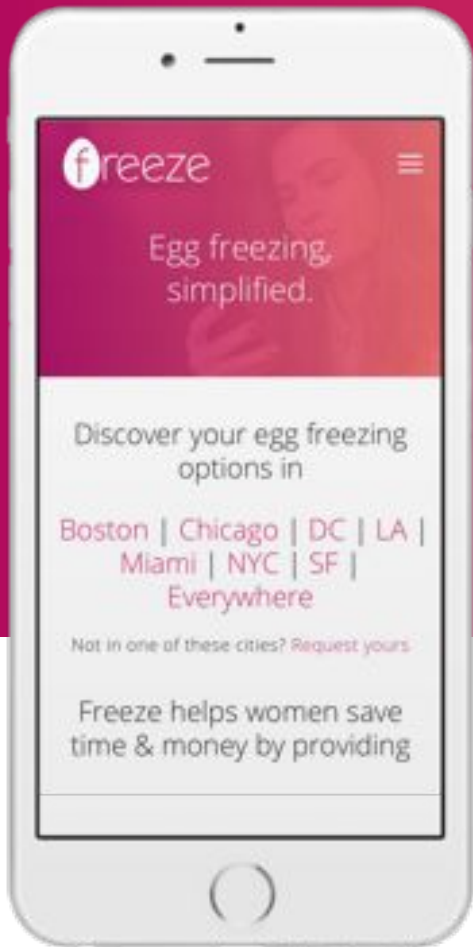 freeze
Egg freezing,
simplified.
Discover your egg freezing
options in
Boston | Chicago | DC | LA |
Miami | NYC | SF |
Everywhere
Not in one of these cities? Request yours
Freeze helps women save
time & money by providing